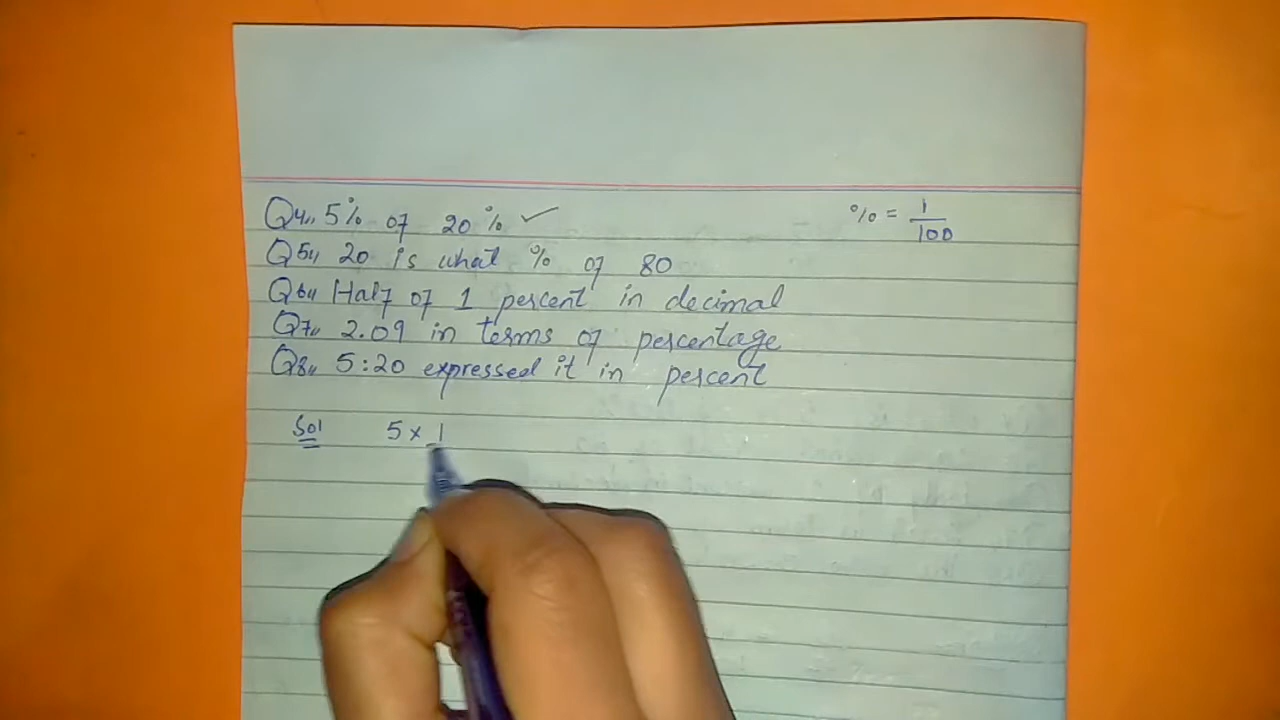 Q4,, 5% of 20% ✓
% = 1/100
Q5,, 20 is what % of 80
Q6,, Half of 1 percent in decimal
Q7,, 2.09 in terms of percentage
Q8,, 5:20 expressed it in percent
Sol 5 × 1